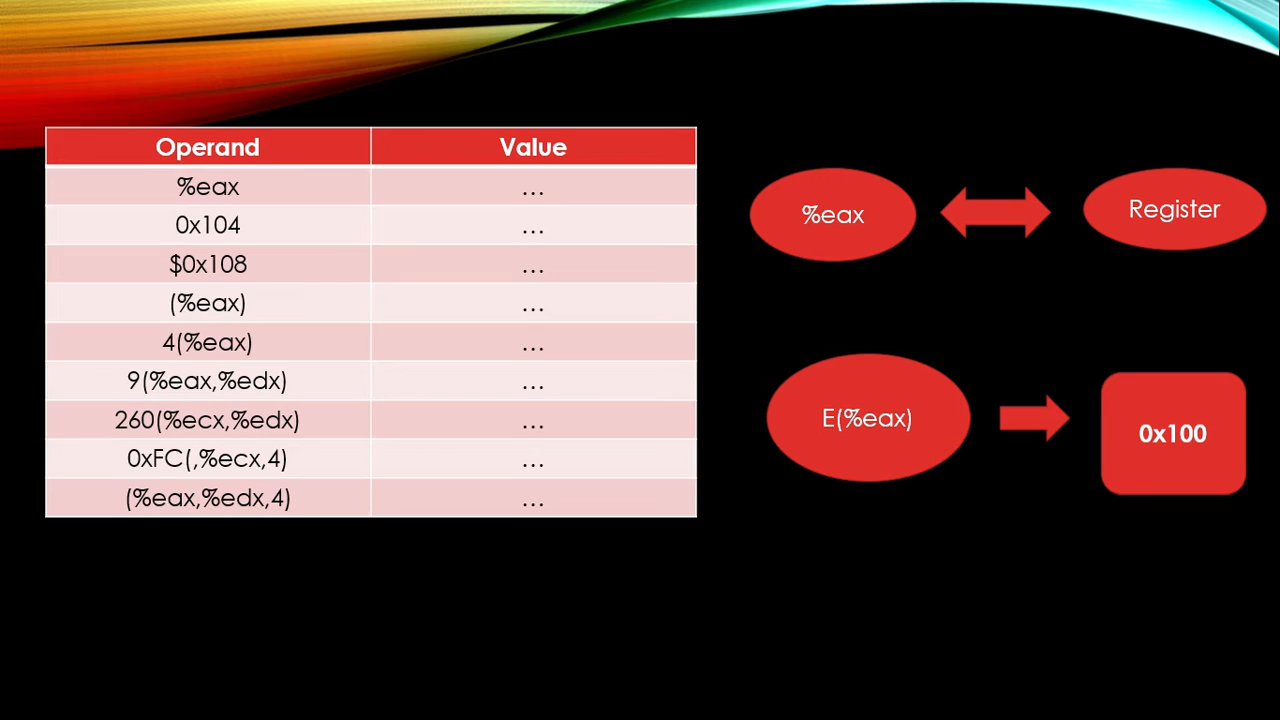 Operand Value
%eax ...
0x104 ...
$0x108 ...
(%eax) ...
4(%eax) ...
9(%eax,%edx) ...
260(%ecx,%edx) ...
0xFC(,%ecx,4) ...
(%eax,%edx,4) ...
%eax Register
E(%eax) 0x100